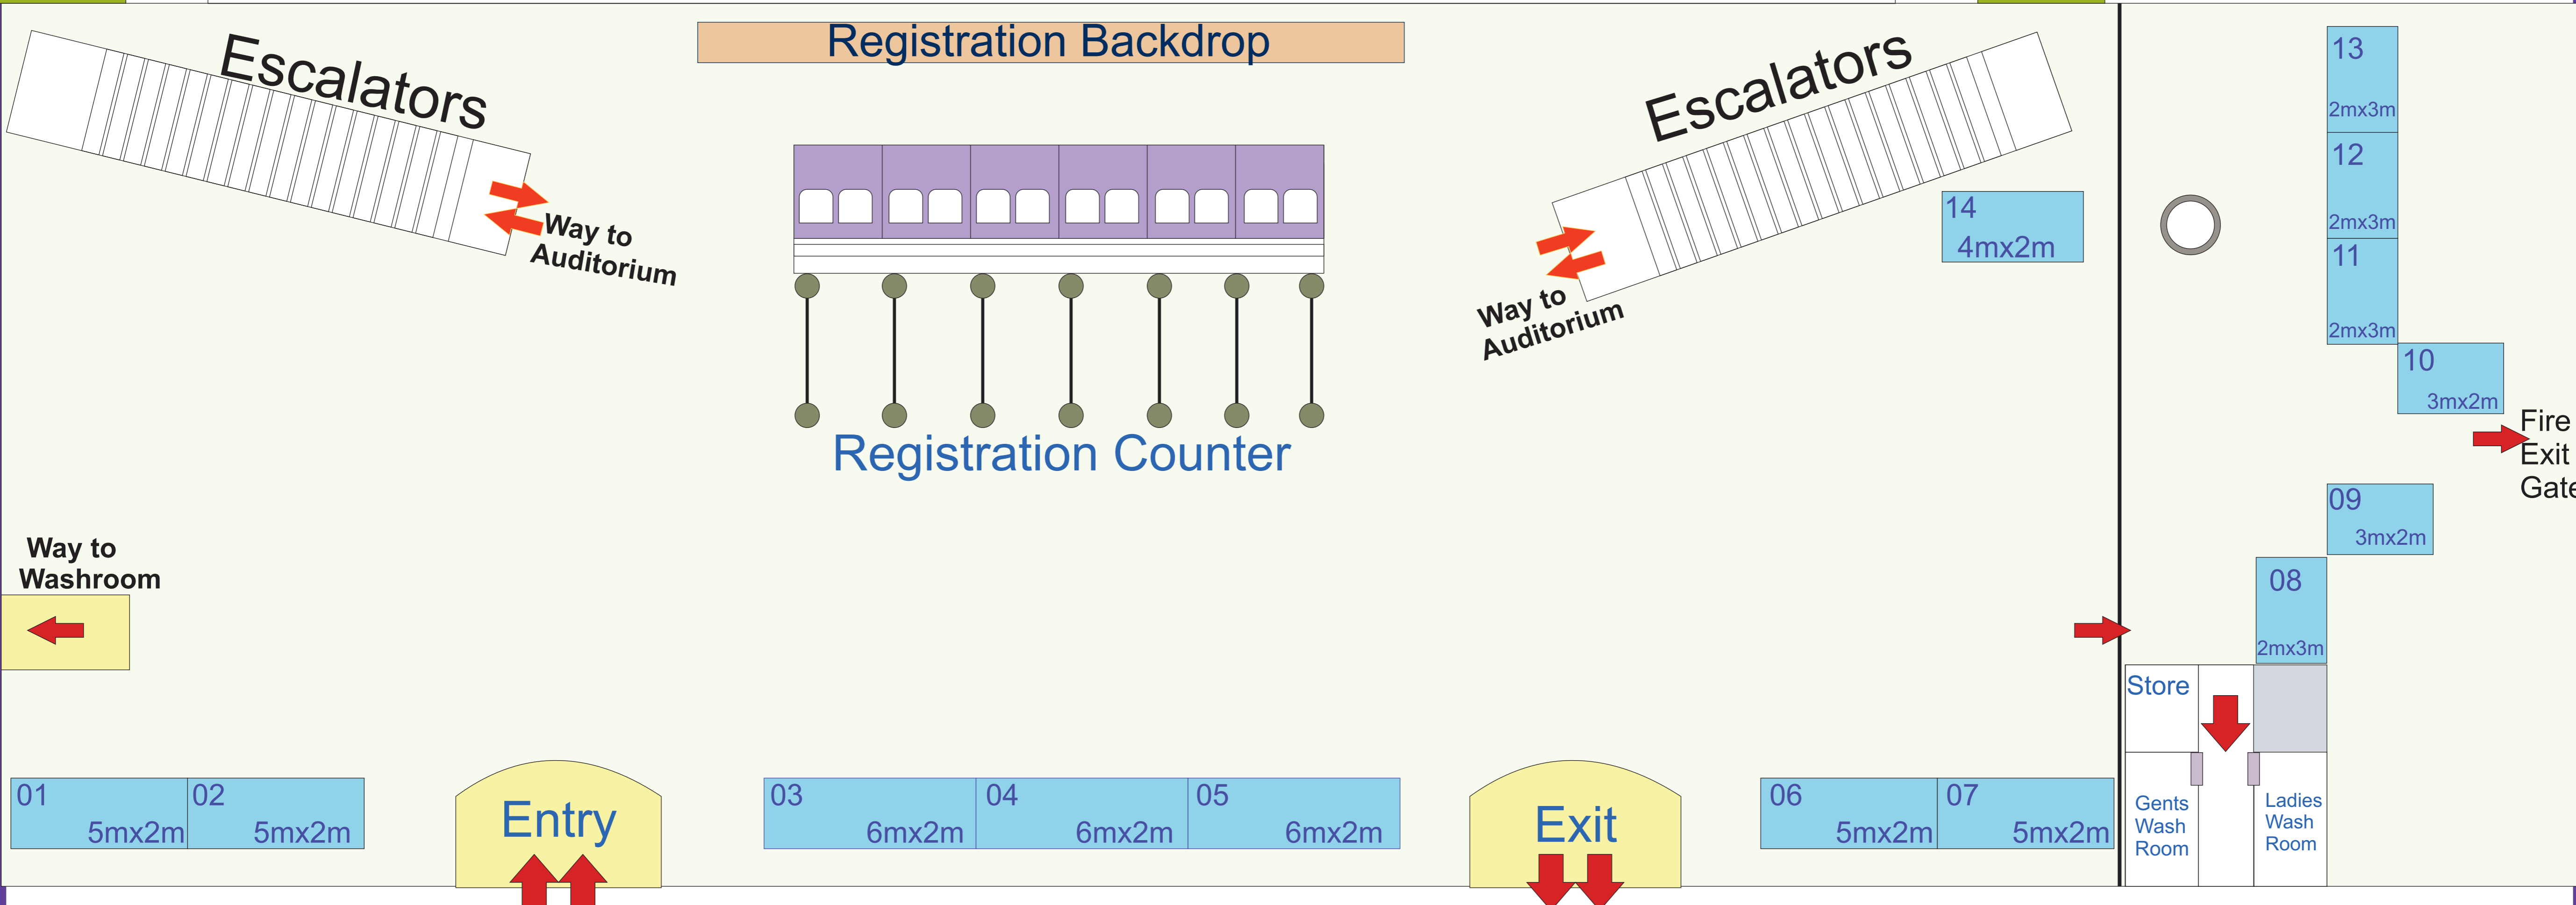 Registration Backdrop
Escalators
Escalators
Way to
Auditorium
Way to
Auditorium
Registration Counter
14
4mx2m
13
2mx3m
12
2mx3m
11
2mx3m
10
3mx2m
Fire
Exit
Gate
09
3mx2m
08
2mx3m
Way to
Washroom
Store
Gents
Wash
Room
Ladies
Wash
Room
01
5mx2m
02
5mx2m
Entry
03
6mx2m
04
6mx2m
05
6mx2m
Exit
06
5mx2m
07
5mx2m